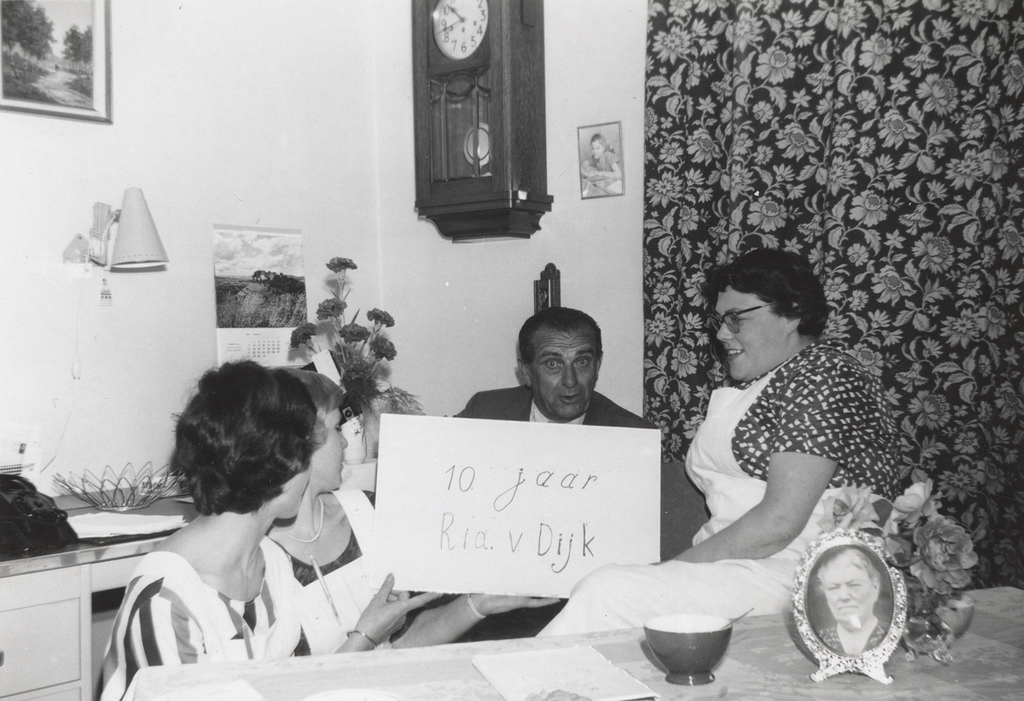 10. jaar
Ria. v Dijk